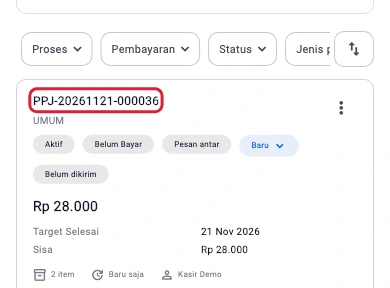 Proses
Pembayaran
Status
Jenis p
PPJ-20261121-000036
UMUM
Aktif
Belum Bayar
Pesan antar
Baru
Belum dikirim
Rp 28.000
Target Selesai
21 Nov 2026
Sisa
Rp 28.000
2 item
Baru saja
Kasir Demo